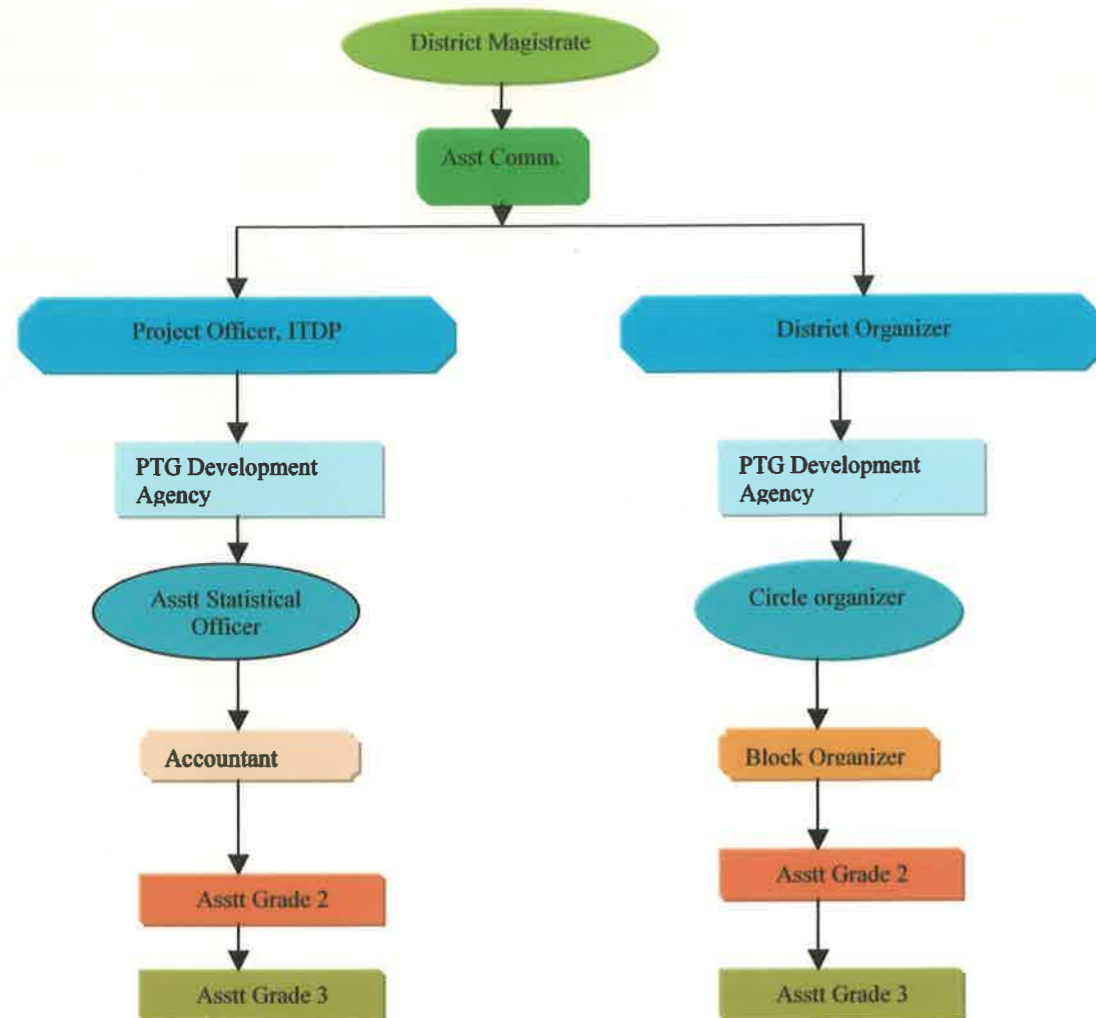 District Magistrate
Asst Comm.
Project Officer, ITDP
District Organizer
PTG Development
Agency
PTG Development
Agency
Asstt Statistical
Officer
Circle organizer
Accountant
Block Organizer
Asstt Grade 2
Asstt Grade 2
Asstt Grade 3
Asstt Grade 3